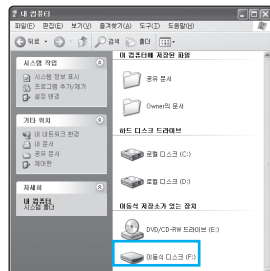 내 컴퓨터
파일(F) 편집(E) 보기(V) 즐겨찾기(A) 도구(T) 도움말(H)
뒤로 검색 폴더
시스템 작업
시스템 정보 표시
프로그램 추가/제거
설정 변경
기타 위치
내 네트워크 환경
내 문서
공유 문서
제어판
자세히
내 컴퓨터
시스템 폴더
이 컴퓨터에 저장된 파일
공유 문서
Owner의 문서
하드 디스크 드라이브
로컬 디스크 (C:)
로컬 디스크 (D:)
이동식 저장소가 있는 장치
DVD/CD-RW 드라이브 (E:)
이동식 디스크 (F:)